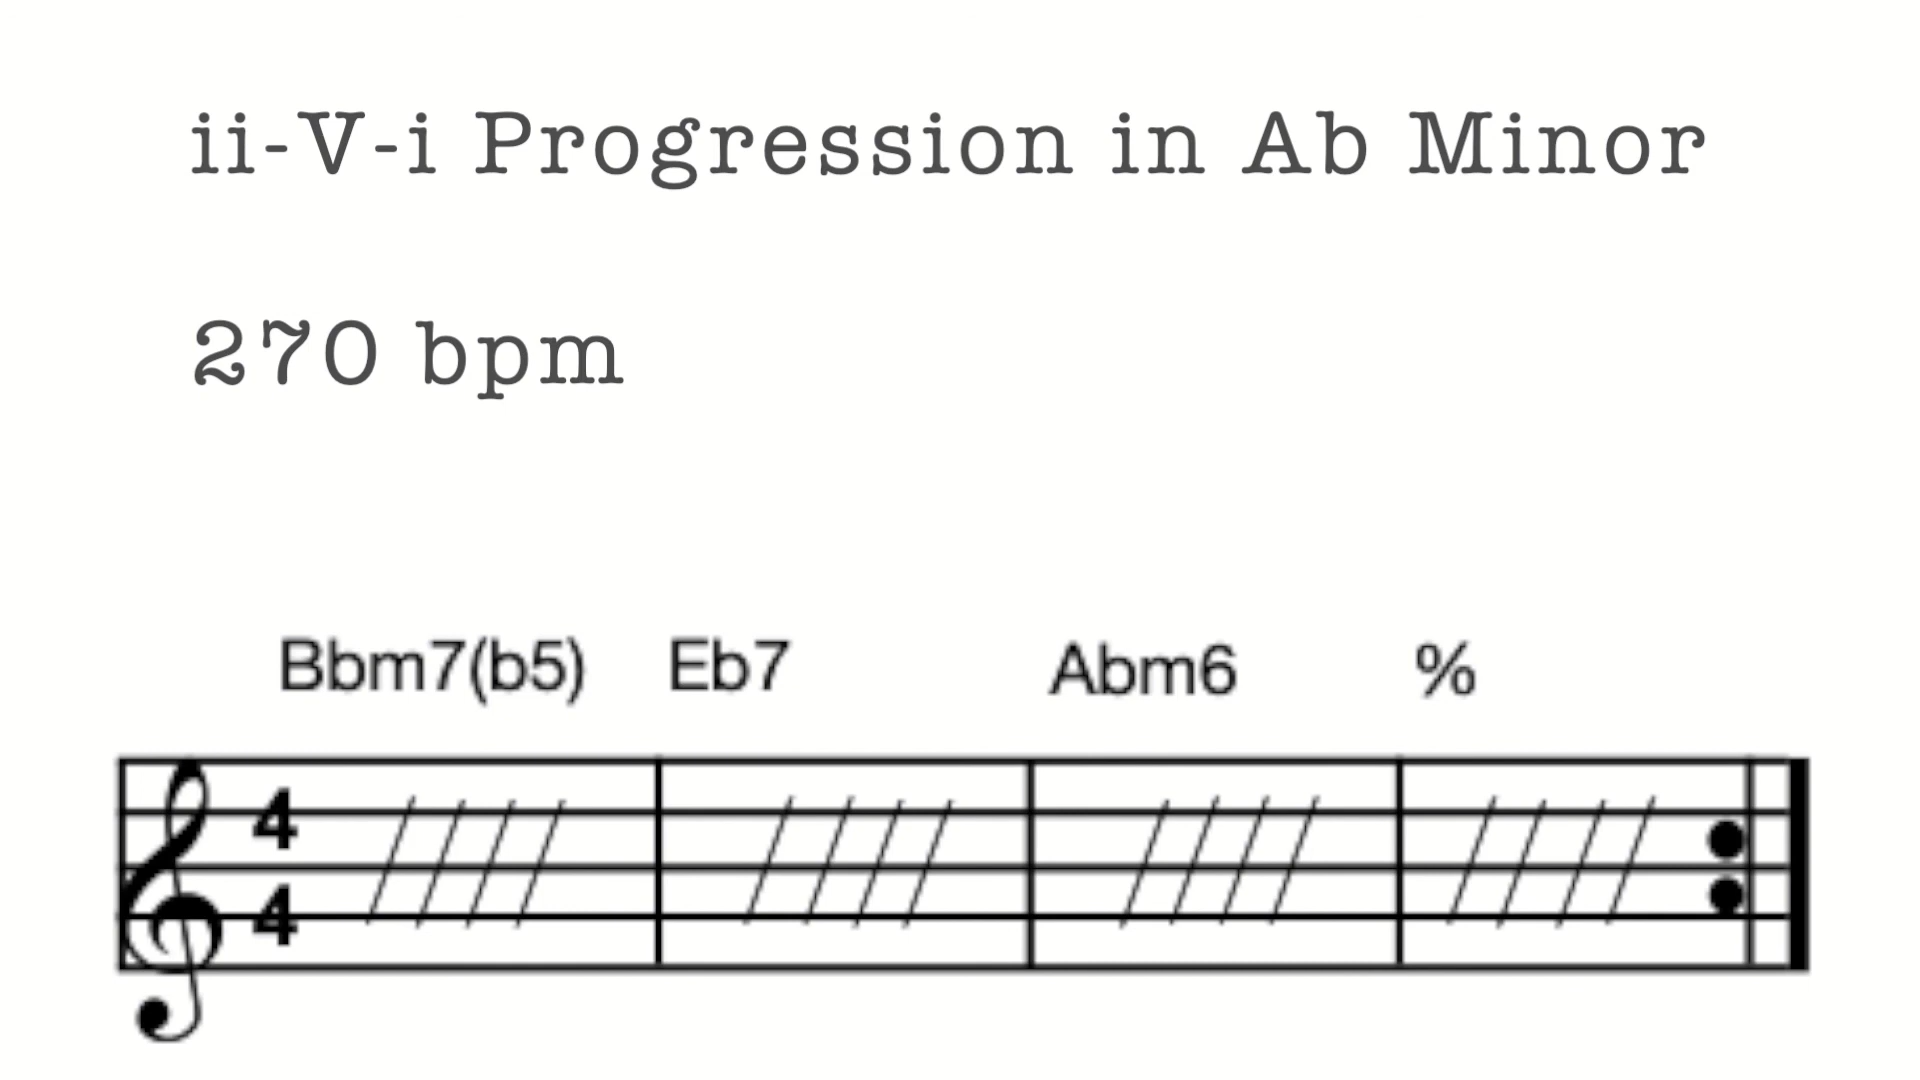 ii-V-i Progression in Ab Minor
270 bpm
Bbm7(b5) Eb7 Abm6 %
4
4